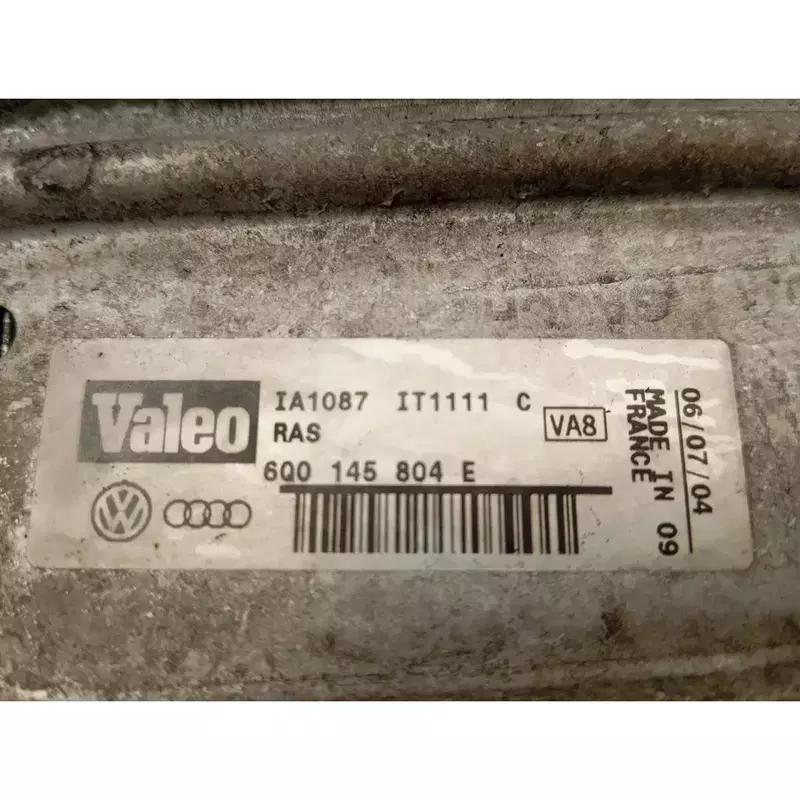 Valeo
IA1087 IT1111 C
RAS
VA8
6Q0 145 804 E
MADE IN 09
FRANCE
06/07/04